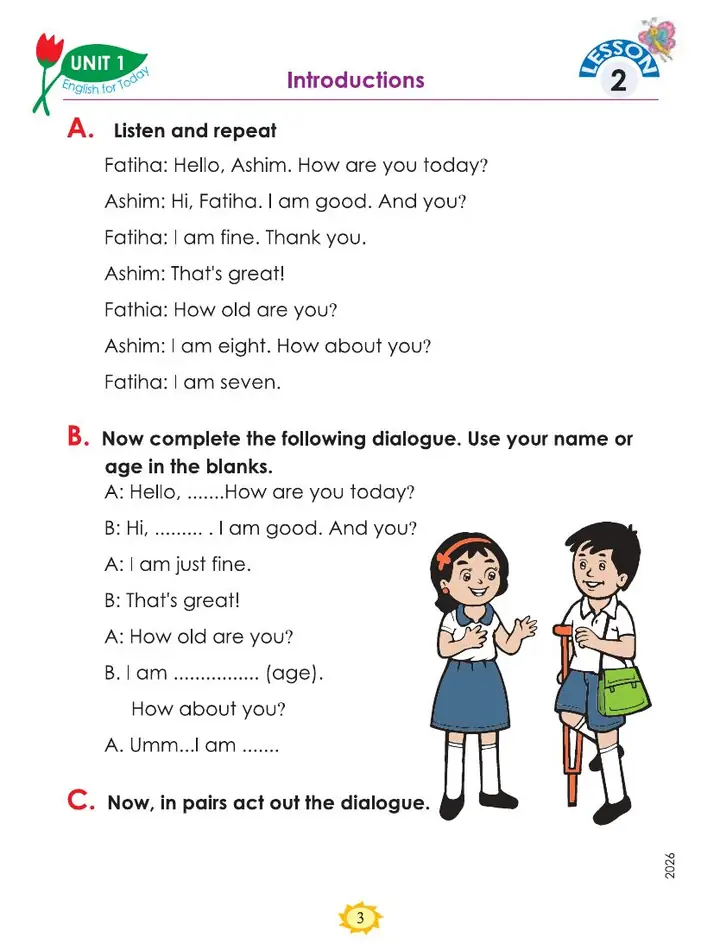 UNIT 1
English for Today
Introductions
LESSON
2
A. Listen and repeat
Fatiha: Hello, Ashim. How are you today?
Ashim: Hi, Fatiha. I am good. And you?
Fatiha: I am fine. Thank you.
Ashim: That's great!
Fathia: How old are you?
Ashim: I am eight. How about you?
Fatiha: I am seven.
B. Now complete the following dialogue. Use your name or
age in the blanks.
A: Hello, .......How are you today?
B: Hi, ......... . I am good. And you?
A: I am just fine.
B: That's great!
A: How old are you?
B. I am ................ (age).
How about you?
A. Umm...I am .......
C. Now, in pairs act out the dialogue.
2026
3